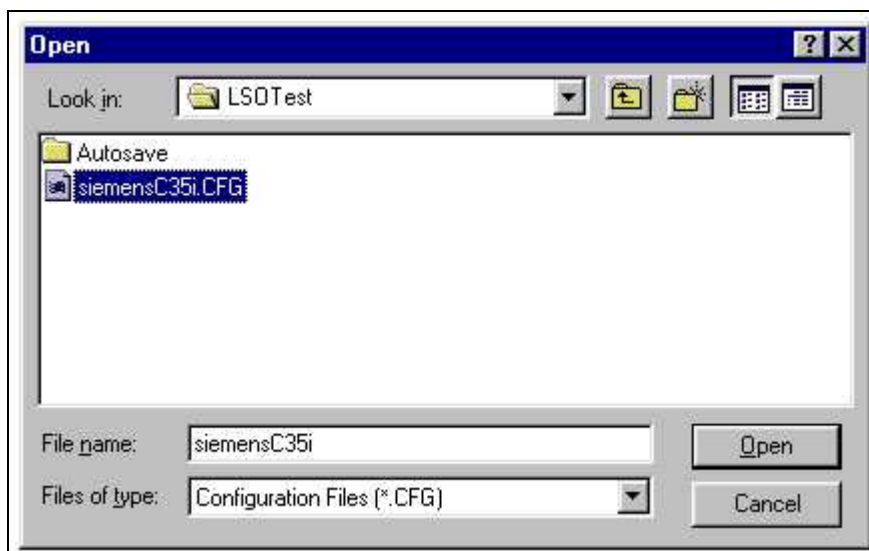 Open
Look in: LSOTest
Autosave
siemensC35i.CFG
File name: siemensC35i Open
Files of type: Configuration Files (*.CFG) Cancel